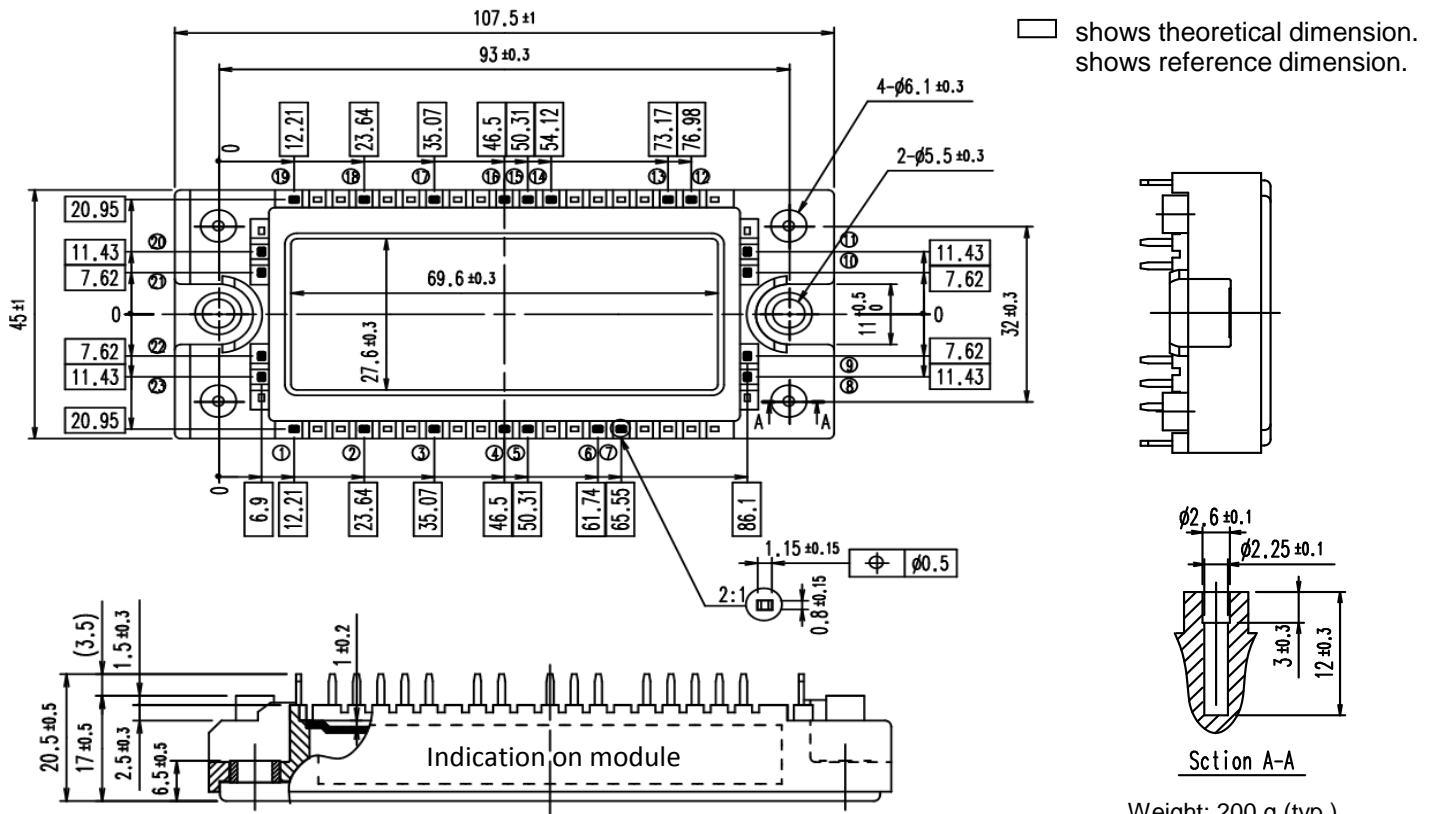 107.5 ±1
93 ±0.3
shows theoretical dimension.
shows reference dimension.
4-ø6.1 ±0.3
2-ø5.5 ±0.3
0 12.21 23.64 35.07 46.5 50.31 54.12 73.17 76.98
⑲ ⑱ ⑰ ⑯ ⑮ ⑭ ⑬ ⑫
20.95
⑳ ⑪
11.43 11.43
⑩
7.62 7.62
㉑
69.6 ±0.3
45 ±1
0 0
27.6 ±0.3
11 +0.5 0
32 ±0.3
㉒
7.62 7.62
⑨
11.43 11.43
㉓ ⑧
20.95
A A
① ② ③ ④ ⑤ ⑥ ⑦
0 6.9 12.21 23.64 35.07 46.5 50.31 61.74 65.55 86.1
1.15 ±0.15
ø0.5
2:1
0.8 ±0.15
ø2.6 ±0.1
ø2.25 ±0.1
3 ±0.3
12 ±0.3
Sction A-A
(3.5)
1.5 ±0.3
1 ±0.2
20.5 ±0.5
17 ±0.5
2.5 ±0.3
6.5 ±0.5
Indication on module
Weight: 200 g (typ.)